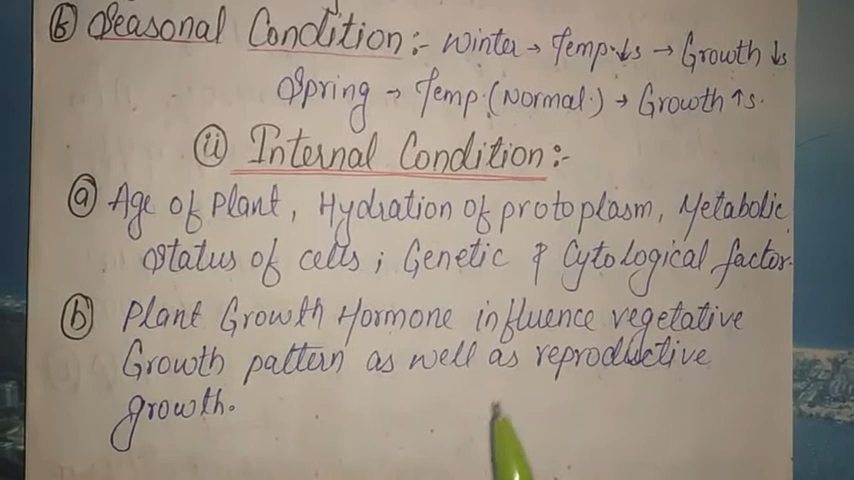 (b) Seasonal Condition :- Winter → Temp. ↓s → Growth ↓s
Spring → Temp. (Normal) → Growth ↑s.
(ii) Internal Condition :-
(a) Age of Plant, Hydration of protoplasm, Metabolic
status of cells ; Genetic & Cytological factor.
(b) Plant Growth Hormone influence vegetative
Growth pattern as well as reproductive
growth.